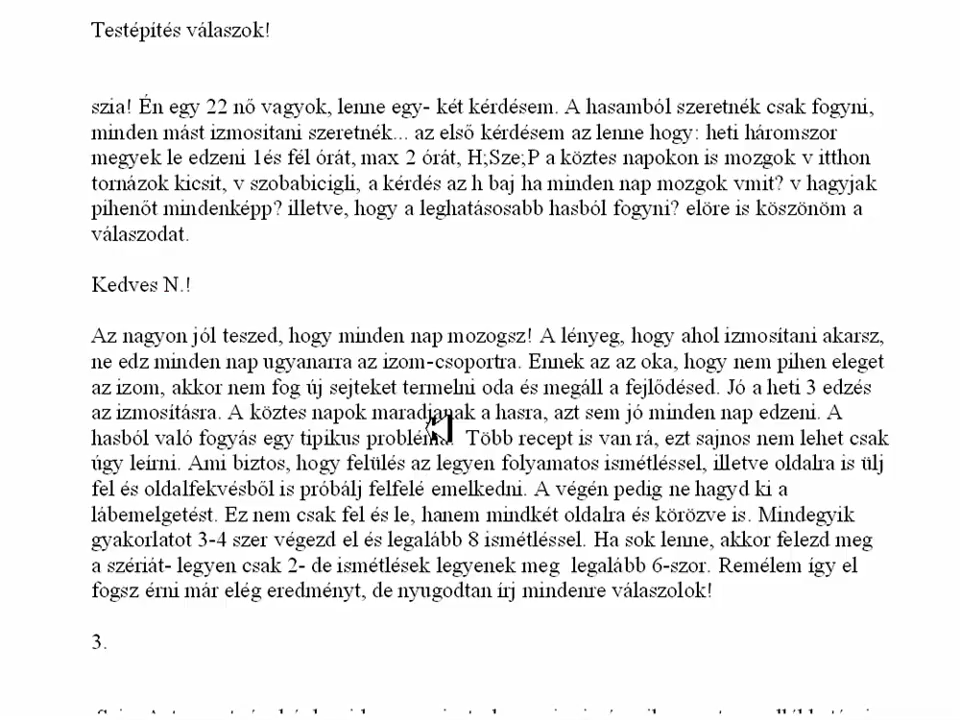 Testépítés válaszok!
szia! Én egy 22 nő vagyok, lenne egy- két kérdésem. A hasamból szeretnék csak fogyni,
minden mást izmositani szeretnék... az első kérdésem az lenne hogy: heti háromszor
megyek le edzeni 1és fél órát, max 2 órát, H;Sze;P a köztes napokon is mozgok v itthon
tornázok kicsit, v szobabicigli, a kérdés az h baj ha minden nap mozgok vmit? v hagyjak
pihenőt mindenképp? illetve, hogy a leghatásosabb hasból fogyni? elöre is köszönöm a
válaszodat.
Kedves N.!
Az nagyon jól teszed, hogy minden nap mozogsz! A lényeg, hogy ahol izmosítani akarsz,
ne edz minden nap ugyanarra az izom-csoportra. Ennek az az oka, hogy nem pihen eleget
az izom, akkor nem fog új sejteket termelni oda és megáll a fejlődésed. Jó a heti 3 edzés
az izmosításra. A köztes napok maradjanak a hasra, azt sem jó minden nap edzeni. A
hasból való fogyás egy tipikus Több recept is van rá, ezt sajnos nem lehet csak
úgy leírni. Ami biztos, hogy felülés az legyen folyamatos ismétléssel, illetve oldalra is ülj
fel és oldalfekvésből is próbálj felfelé emelkedni. A végén pedig ne hagyd ki a
lábemelgetést. Ez nem csak fel és le, hanem mindkét oldalra és körözve is. Mindegyik
gyakorlatot 3-4 szer végezd el és legalább 8 ismétléssel. Ha sok lenne, akkor felezd meg
a szériát- legyen csak 2- de ismétlések legyenek meg legalább 6-szor. Remélem így el
fogsz érni már elég eredményt, de nyugodtan írj mindenre válaszolok!
3.